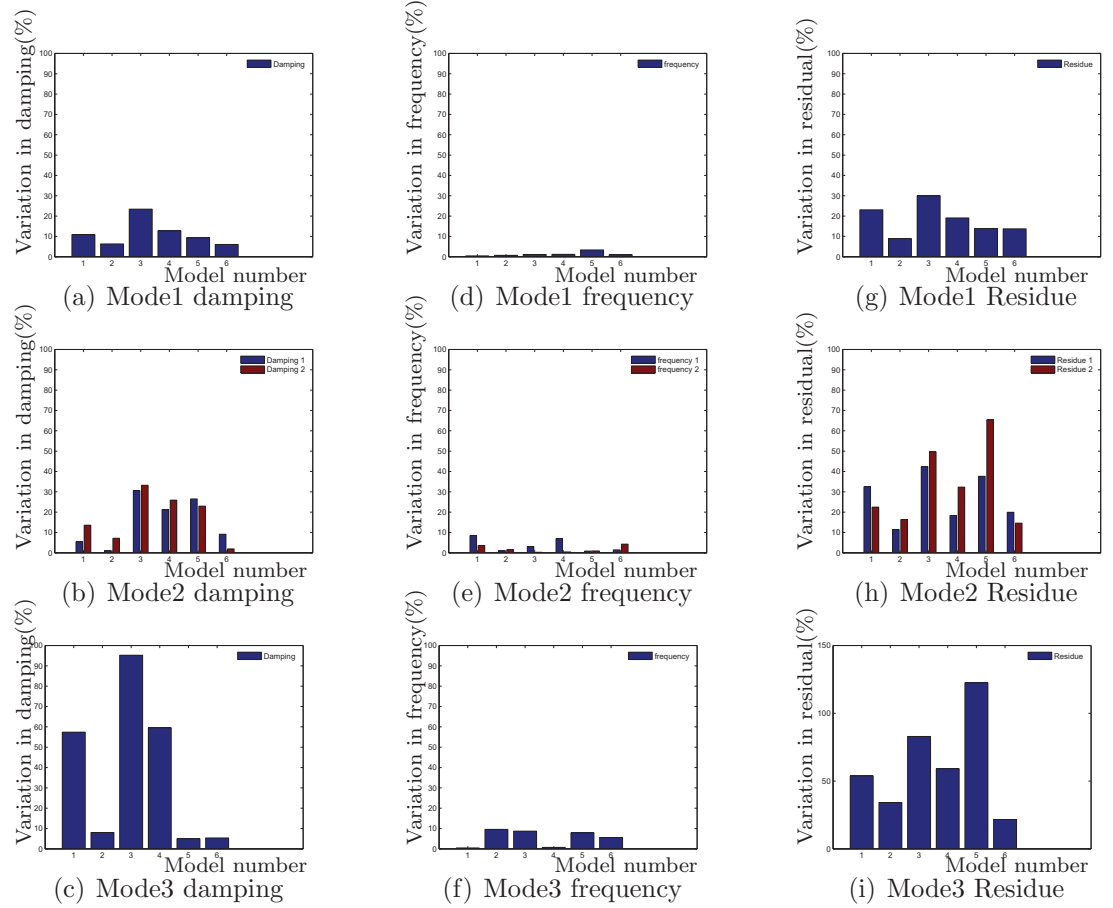 Variation in damping(%)
100
90
80
70
60
50
40
30
20
10
0
Damping
1 2 3 4 5 6
Model number
(a) Mode1 damping
Variation in frequency(%)
100
90
80
70
60
50
40
30
20
10
0
frequency
1 2 3 4 5 6
Model number
(d) Mode1 frequency
Variation in residual(%)
100
90
80
70
60
50
40
30
20
10
0
Residue
1 2 3 4 5 6
Model number
(g) Mode1 Residue
Variation in damping(%)
100
90
80
70
60
50
40
30
20
10
0
Damping 1
Damping 2
1 2 3 4 5 6
Model number
(b) Mode2 damping
Variation in frequency(%)
100
90
80
70
60
50
40
30
20
10
0
frequency 1
frequency 2
1 2 3 4 5 6
Model number
(e) Mode2 frequency
Variation in residual(%)
100
90
80
70
60
50
40
30
20
10
0
Residue 1
Residue 2
1 2 3 4 5 6
Model number
(h) Mode2 Residue
Variation in damping(%)
100
90
80
70
60
50
40
30
20
10
0
Damping
1 2 3 4 5 6
Model number
(c) Mode3 damping
Variation in frequency(%)
100
90
80
70
60
50
40
30
20
10
0
frequency
1 2 3 4 5 6
Model number
(f) Mode3 frequency
Variation in residual(%)
150
100
50
0
Residue
1 2 3 4 5 6
Model number
(i) Mode3 Residue